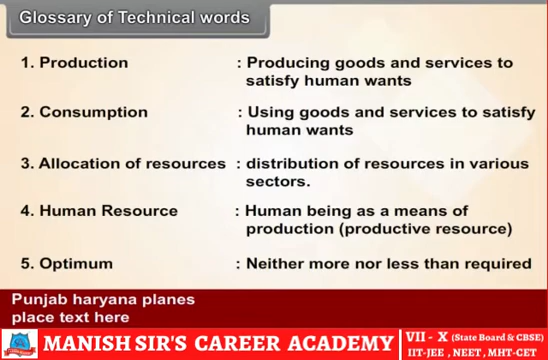 Glossary of Technical words
1. Production : Producing goods and services to
satisfy human wants
2. Consumption : Using goods and services to satisfy
human wants
3. Allocation of resources : distribution of resources in various
sectors.
4. Human Resource : Human being as a means of
production (productive resource)
5. Optimum : Neither more nor less than required
Punjab haryana planes
place text here
MANISH SIR'S CAREER ACADEMY
VII - X (State Board & CBSE)
IIT-JEE , NEET , MHT-CET